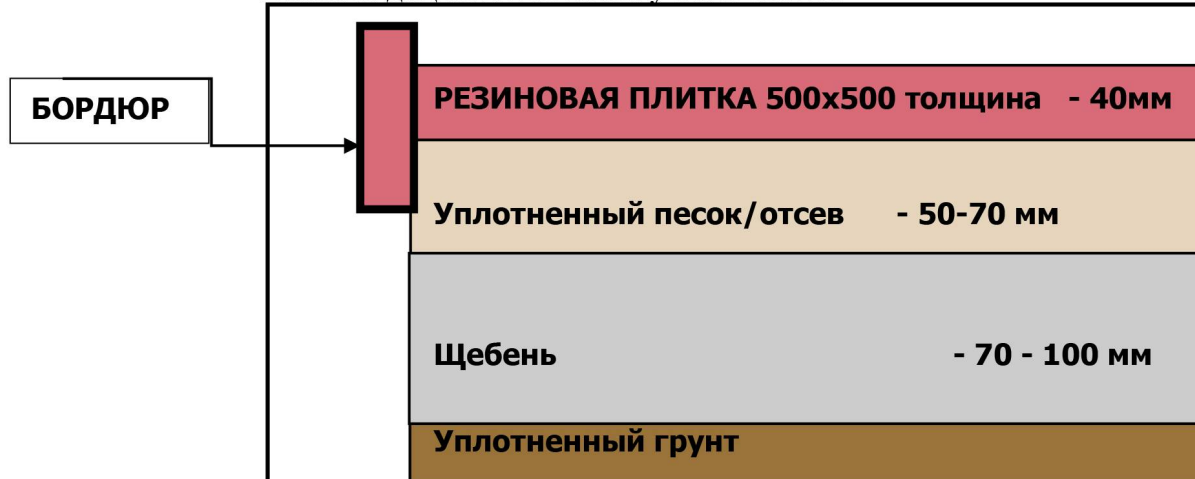 БОРДЮР
РЕЗИНОВАЯ ПЛИТКА 500х500 толщина - 40мм
Уплотненный песок/отсев - 50-70 мм
Щебень - 70 - 100 мм
Уплотненный грунт